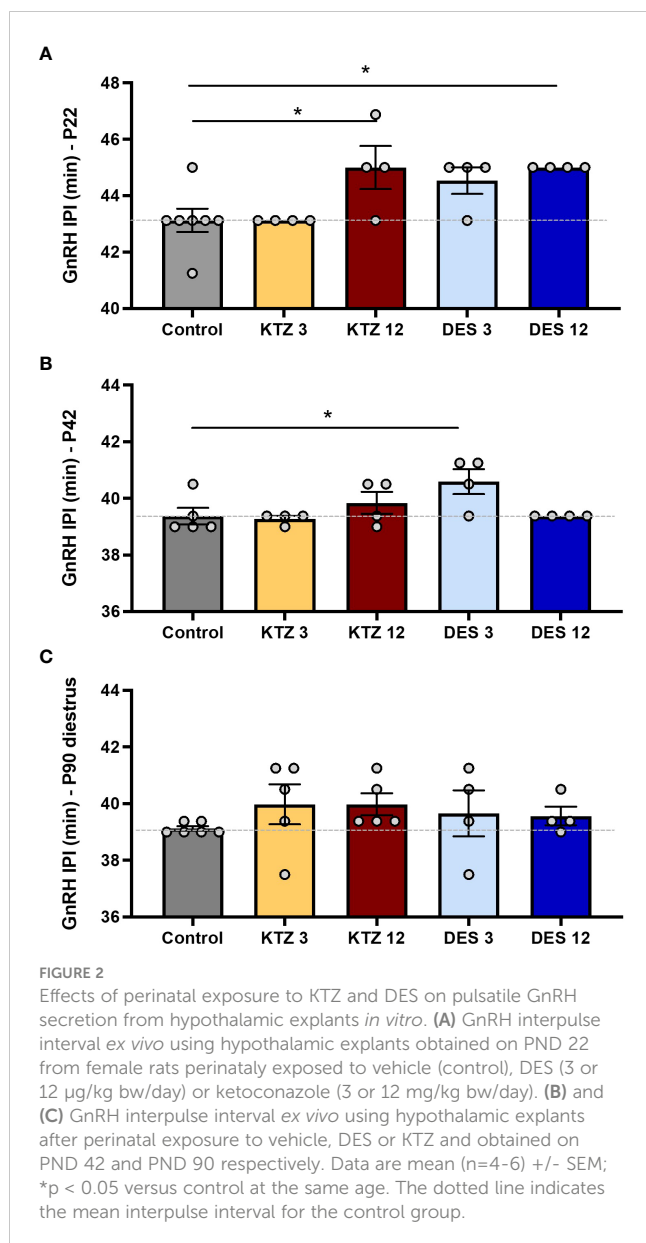 A
*
*
48
46
44
42
40
GnRH IPI (min) - P22
Control KTZ 3 KTZ 12 DES 3 DES 12
B
*
44
42
40
38
36
GnRH IPI (min) - P42
Control KTZ 3 KTZ 12 DES 3 DES 12
C
44
42
40
38
36
GnRH IPI (min) - P90 diestrus
Control KTZ 3 KTZ 12 DES 3 DES 12
FIGURE 2
Effects of perinatal exposure to KTZ and DES on pulsatile GnRH
secretion from hypothalamic explants in vitro. (A) GnRH interpulse
interval ex vivo using hypothalamic explants obtained on PND 22
from female rats perinataly exposed to vehicle (control), DES (3 or
12 µg/kg bw/day) or ketoconazole (3 or 12 mg/kg bw/day). (B) and
(C) GnRH interpulse interval ex vivo using hypothalamic explants
after perinatal exposure to vehicle, DES or KTZ and obtained on
PND 42 and PND 90 respectively. Data are mean (n=4-6) +/- SEM;
*p < 0.05 versus control at the same age. The dotted line indicates
the mean interpulse interval for the control group.